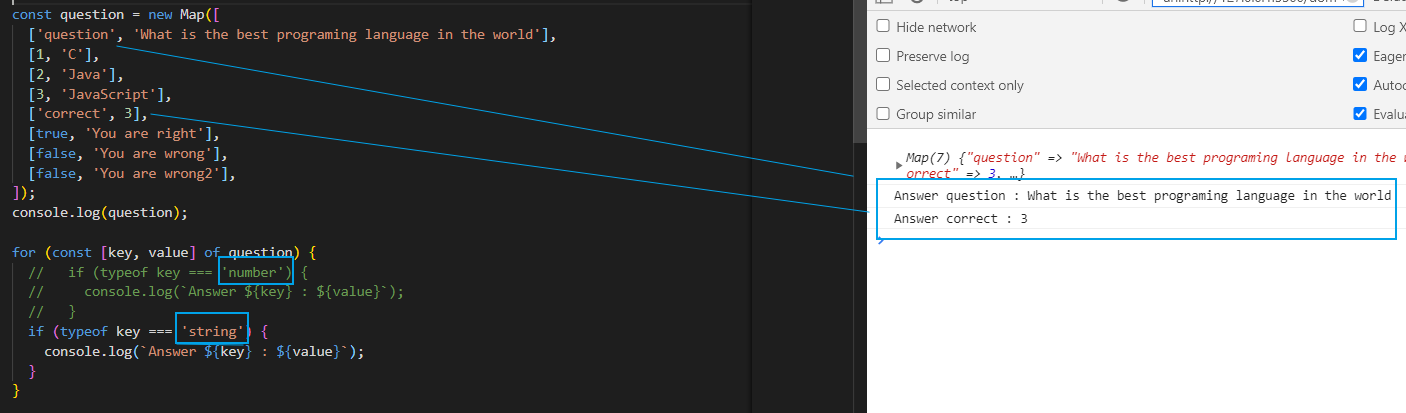 const question = new Map([
['question', 'What is the best programing language in the world'],
[1, 'C'],
[2, 'Java'],
[3, 'JavaScript'],
['correct', 3],
[true, 'You are right'],
[false, 'You are wrong'],
[false, 'You are wrong2'],
]);
console.log(question);
for (const [key, value] of question) {
//   if (typeof key === 'number') {
//     console.log(`Answer ${key} : ${value}`);
//   }
if (typeof key === 'string') {
console.log(`Answer ${key} : ${value}`);
}
}
Hide network
Log X
Preserve log
Eager
Selected context only
Autoc
Group similar
Evalua
Map(7) {"question" => "What is the best programing language in the
orrect" => 3, …}
Answer question : What is the best programing language in the world
Answer correct : 3